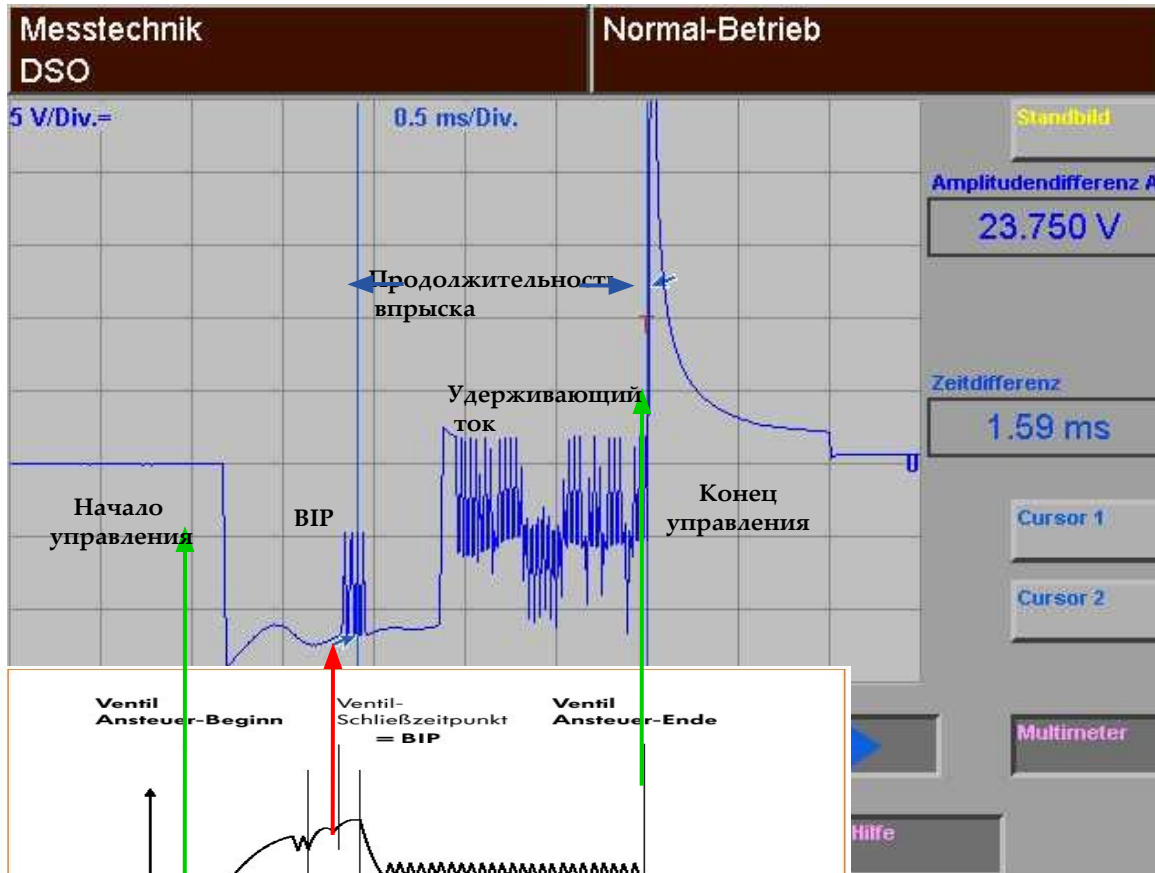 Messtechnik
DSO
Normal-Betrieb
5 V/Div.=
0.5 ms/Div.
Standbild
Amplitudendifferenz A
23.750 V
Продолжительность
впрыска
T
Zeitdifferenz
1.59 ms
Удерживающий
ток
U
Начало
управления
BIP
Конец
управления
Cursor 1
Cursor 2
Ventil
Ansteuer-Beginn
Ventil-
Schließzeitpunkt
= BIP
Ventil
Ansteuer-Ende
Multimeter
Hilfe